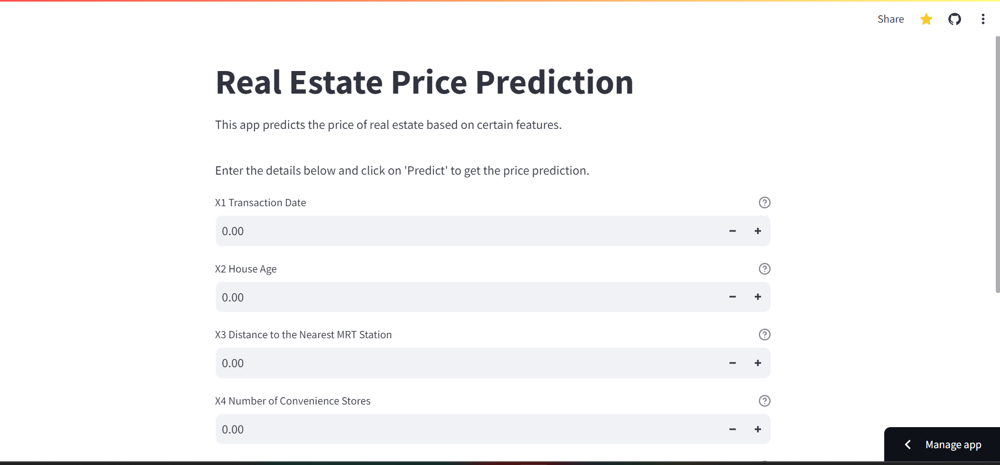 Share
Real Estate Price Prediction
This app predicts the price of real estate based on certain features.
Enter the details below and click on 'Predict' to get the price prediction.
X1 Transaction Date
0.00
X2 House Age
0.00
X3 Distance to the Nearest MRT Station
0.00
X4 Number of Convenience Stores
0.00
Manage app